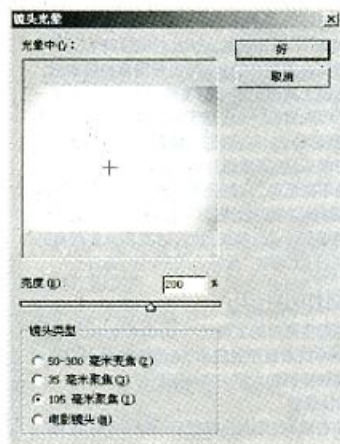 镜头光晕
光晕中心：
好
取消
亮度(B)
200 %
镜头类型
50-300 毫米变焦(Z)
35 毫米聚焦(Q)
105 毫米聚焦(L)
电影镜头(M)